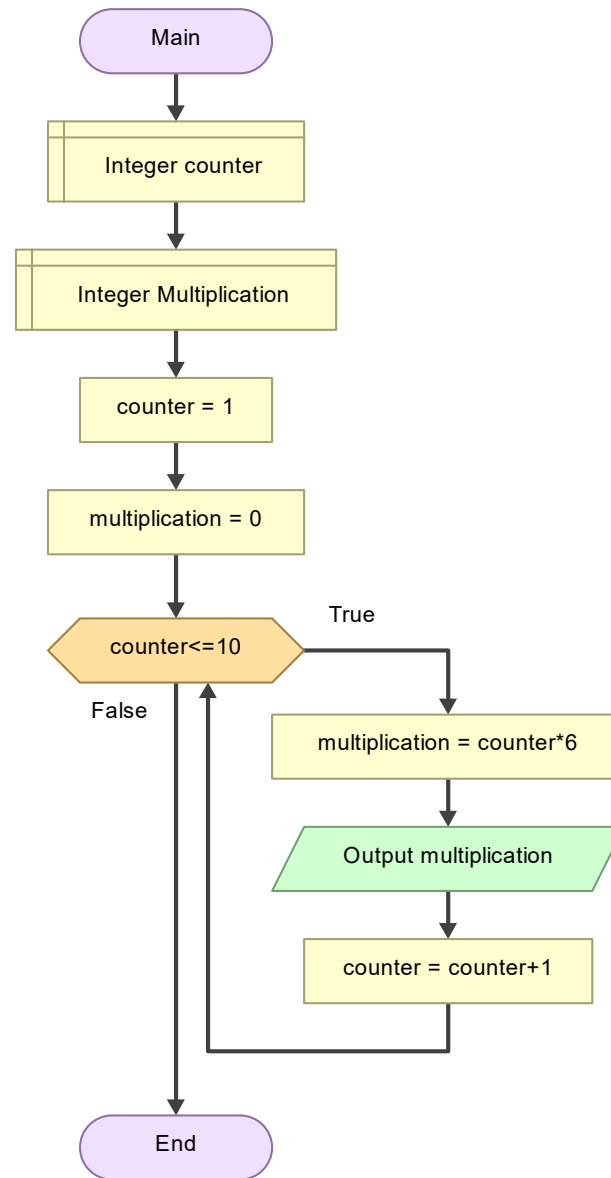 Main
Integer counter
Integer Multiplication
counter = 1
multiplication = 0
counter<=10
True
False
multiplication = counter*6
Output multiplication
counter = counter+1
End